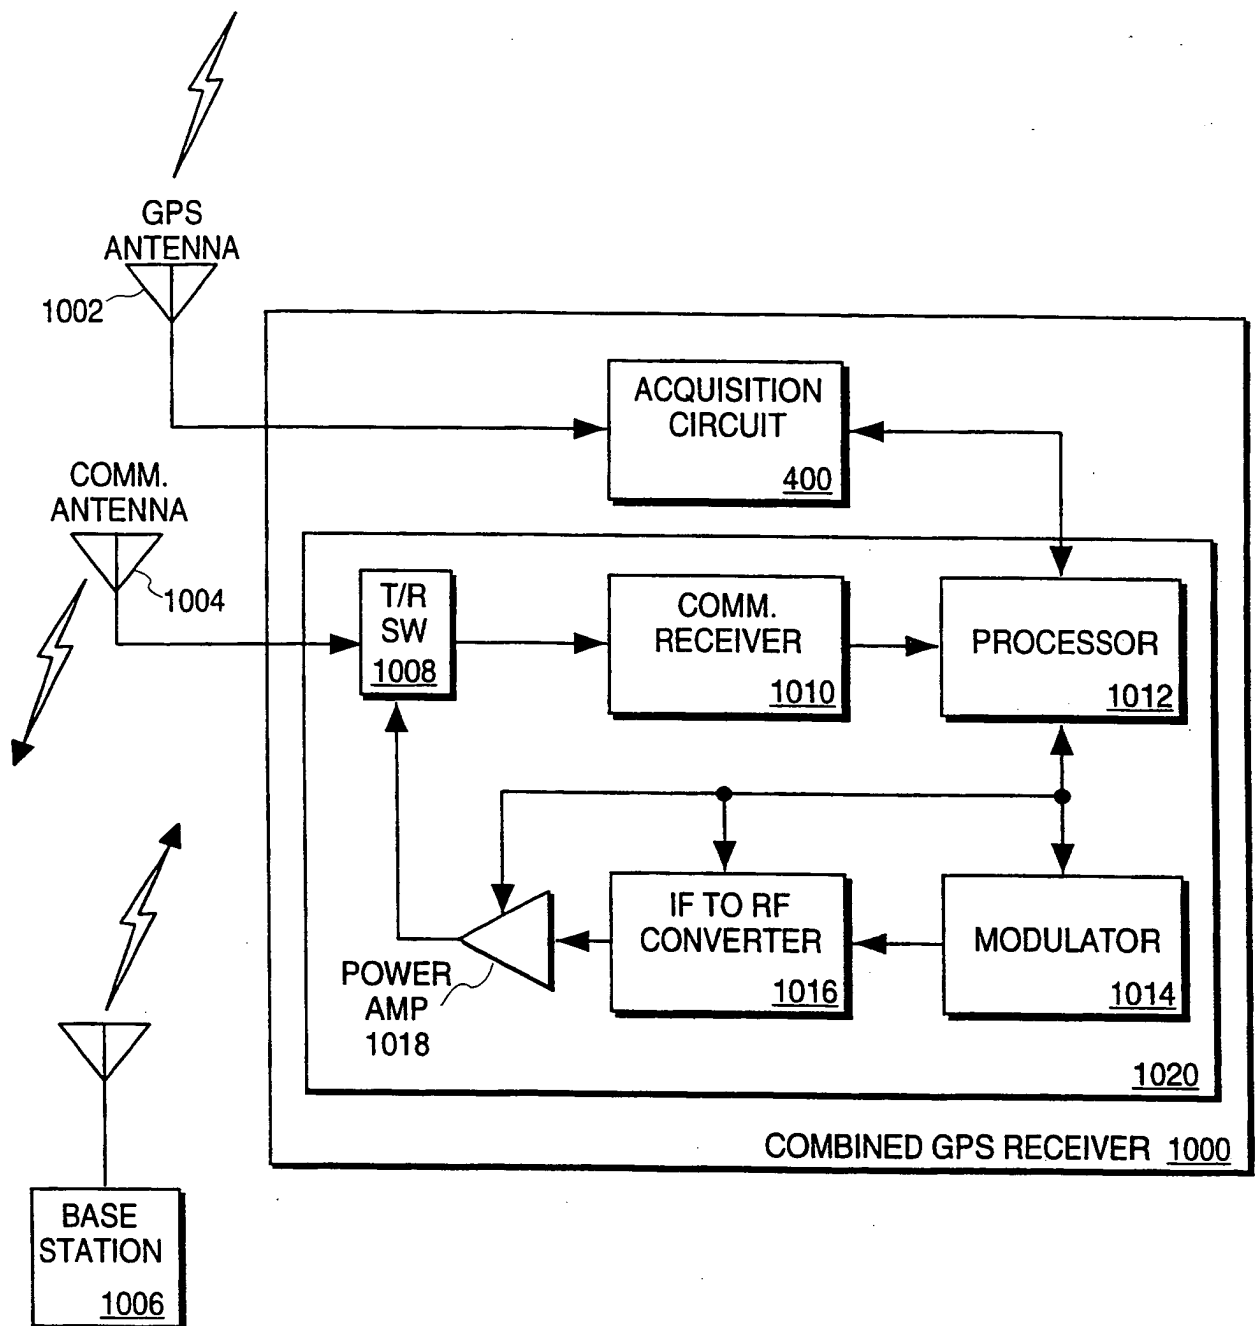 GPS
ANTENNA
1002
ACQUISITION
CIRCUIT
400
COMM.
ANTENNA
1004
T/R
SW
1008
COMM.
RECEIVER
1010
PROCESSOR
1012
POWER
AMP
1018
IF TO RF
CONVERTER
1016
MODULATOR
1014
1020
COMBINED GPS RECEIVER 1000
BASE
STATION
1006